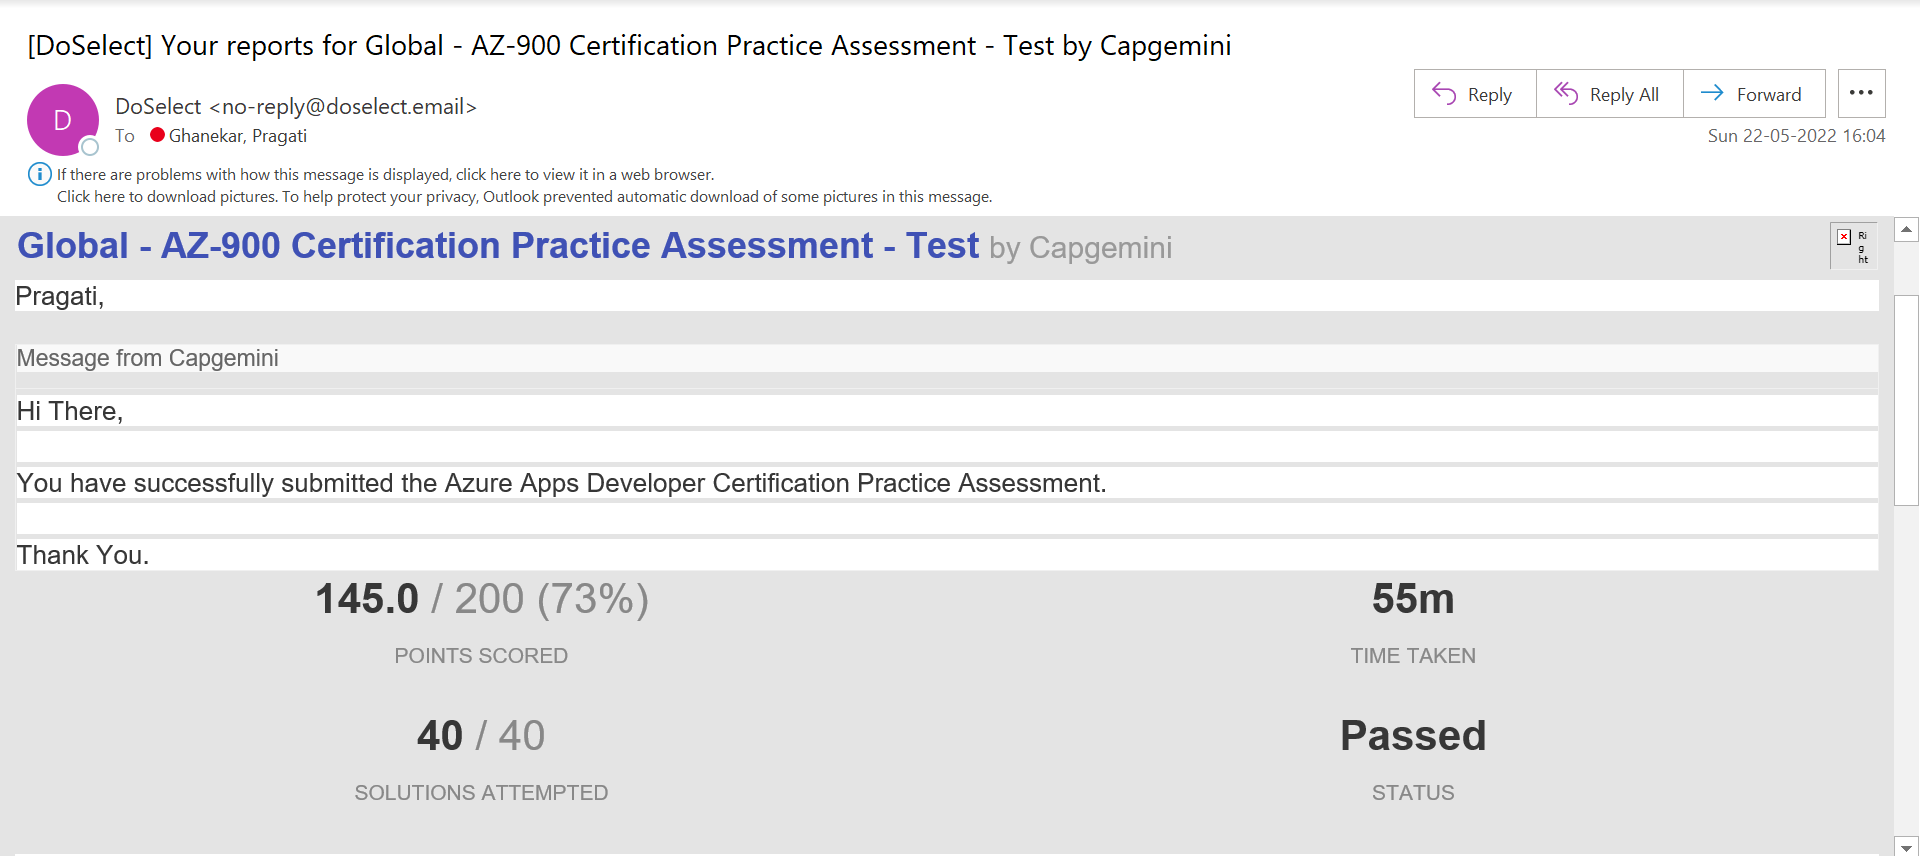 [DoSelect] Your reports for Global - AZ-900 Certification Practice Assessment - Test by Capgemini
D
DoSelect <no-reply@doselect.email>
To Ghanekar, Pragati
Reply
Reply All
Forward
...
Sun 22-05-2022 16:04
If there are problems with how this message is displayed, click here to view it in a web browser.
Click here to download pictures. To help protect your privacy, Outlook prevented automatic download of some pictures in this message.
Global - AZ-900 Certification Practice Assessment - Test by Capgemini
Ri
g
ht
Pragati,
Message from Capgemini
Hi There,
You have successfully submitted the Azure Apps Developer Certification Practice Assessment.
Thank You.
145.0 / 200 (73%)
POINTS SCORED
55m
TIME TAKEN
40 / 40
SOLUTIONS ATTEMPTED
Passed
STATUS